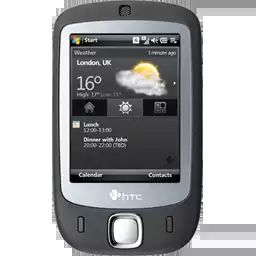 Start
Weather 1 minute ago
London, UK
16°
High: 17° Low: 11°
Lunch
12:00-13:00
Dinner with John
20:00-22:00 (TBD)
Calendar Contacts
hTC